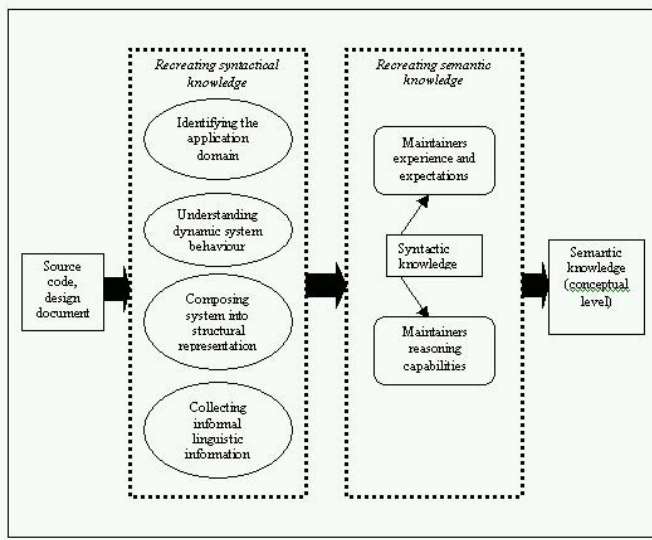 Source
code,
design
document
Recreating syntactical
knowledge
Identifying the
application
domain
Understanding
dynamic system
behaviour
Composing
system into
structural
representation
Collecting
informal
linguistic
information
Recreating semantic
knowledge
Maintainers
experience and
expectations
Syntactic
knowledge
Maintainers
reasoning
capabilities
Semantic
knowledge
(conceptual
level)